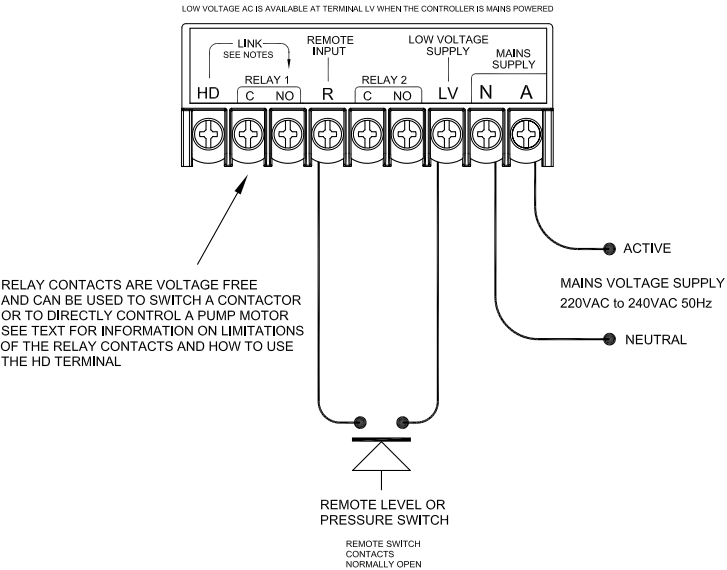 LOW VOLTAGE AC IS AVAILABLE AT TERMINAL LV WHEN THE CONTROLLER IS MAINS POWERED
LINK
SEE NOTES
REMOTE
INPUT
LOW VOLTAGE
SUPPLY
MAINS
SUPPLY
RELAY 1
RELAY 2
HD C NO R C NO LV N A
ACTIVE
MAINS VOLTAGE SUPPLY
220VAC to 240VAC 50Hz
NEUTRAL
RELAY CONTACTS ARE VOLTAGE FREE
AND CAN BE USED TO SWITCH A CONTACTOR
OR TO DIRECTLY CONTROL A PUMP MOTOR
SEE TEXT FOR INFORMATION ON LIMITATIONS
OF THE RELAY CONTACTS AND HOW TO USE
THE HD TERMINAL
REMOTE LEVEL OR
PRESSURE SWITCH
REMOTE SWITCH
CONTACTS
NORMALLY OPEN